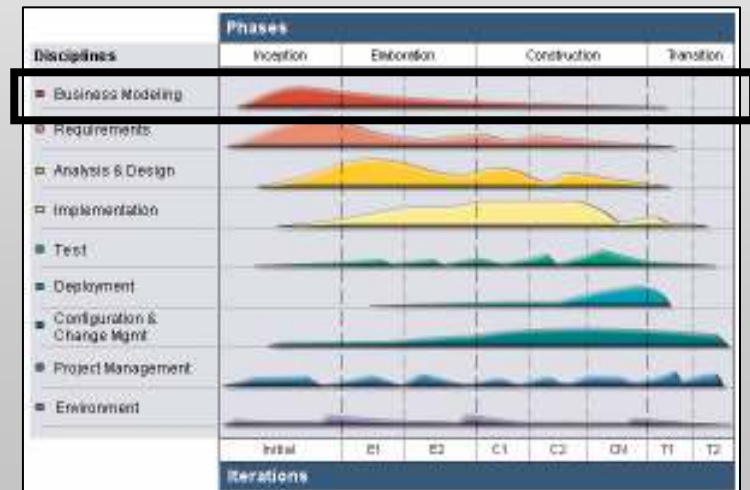 Phases
Disciplines
Inception Elaboration Construction Transition
Business Modeling
Requirements
Analysis & Design
Implementation
Test
Deployment
Configuration &
Change Mgmt
Project Management
Environment
Initial E1 E2 C1 C2 CN T1 T2
Iterations